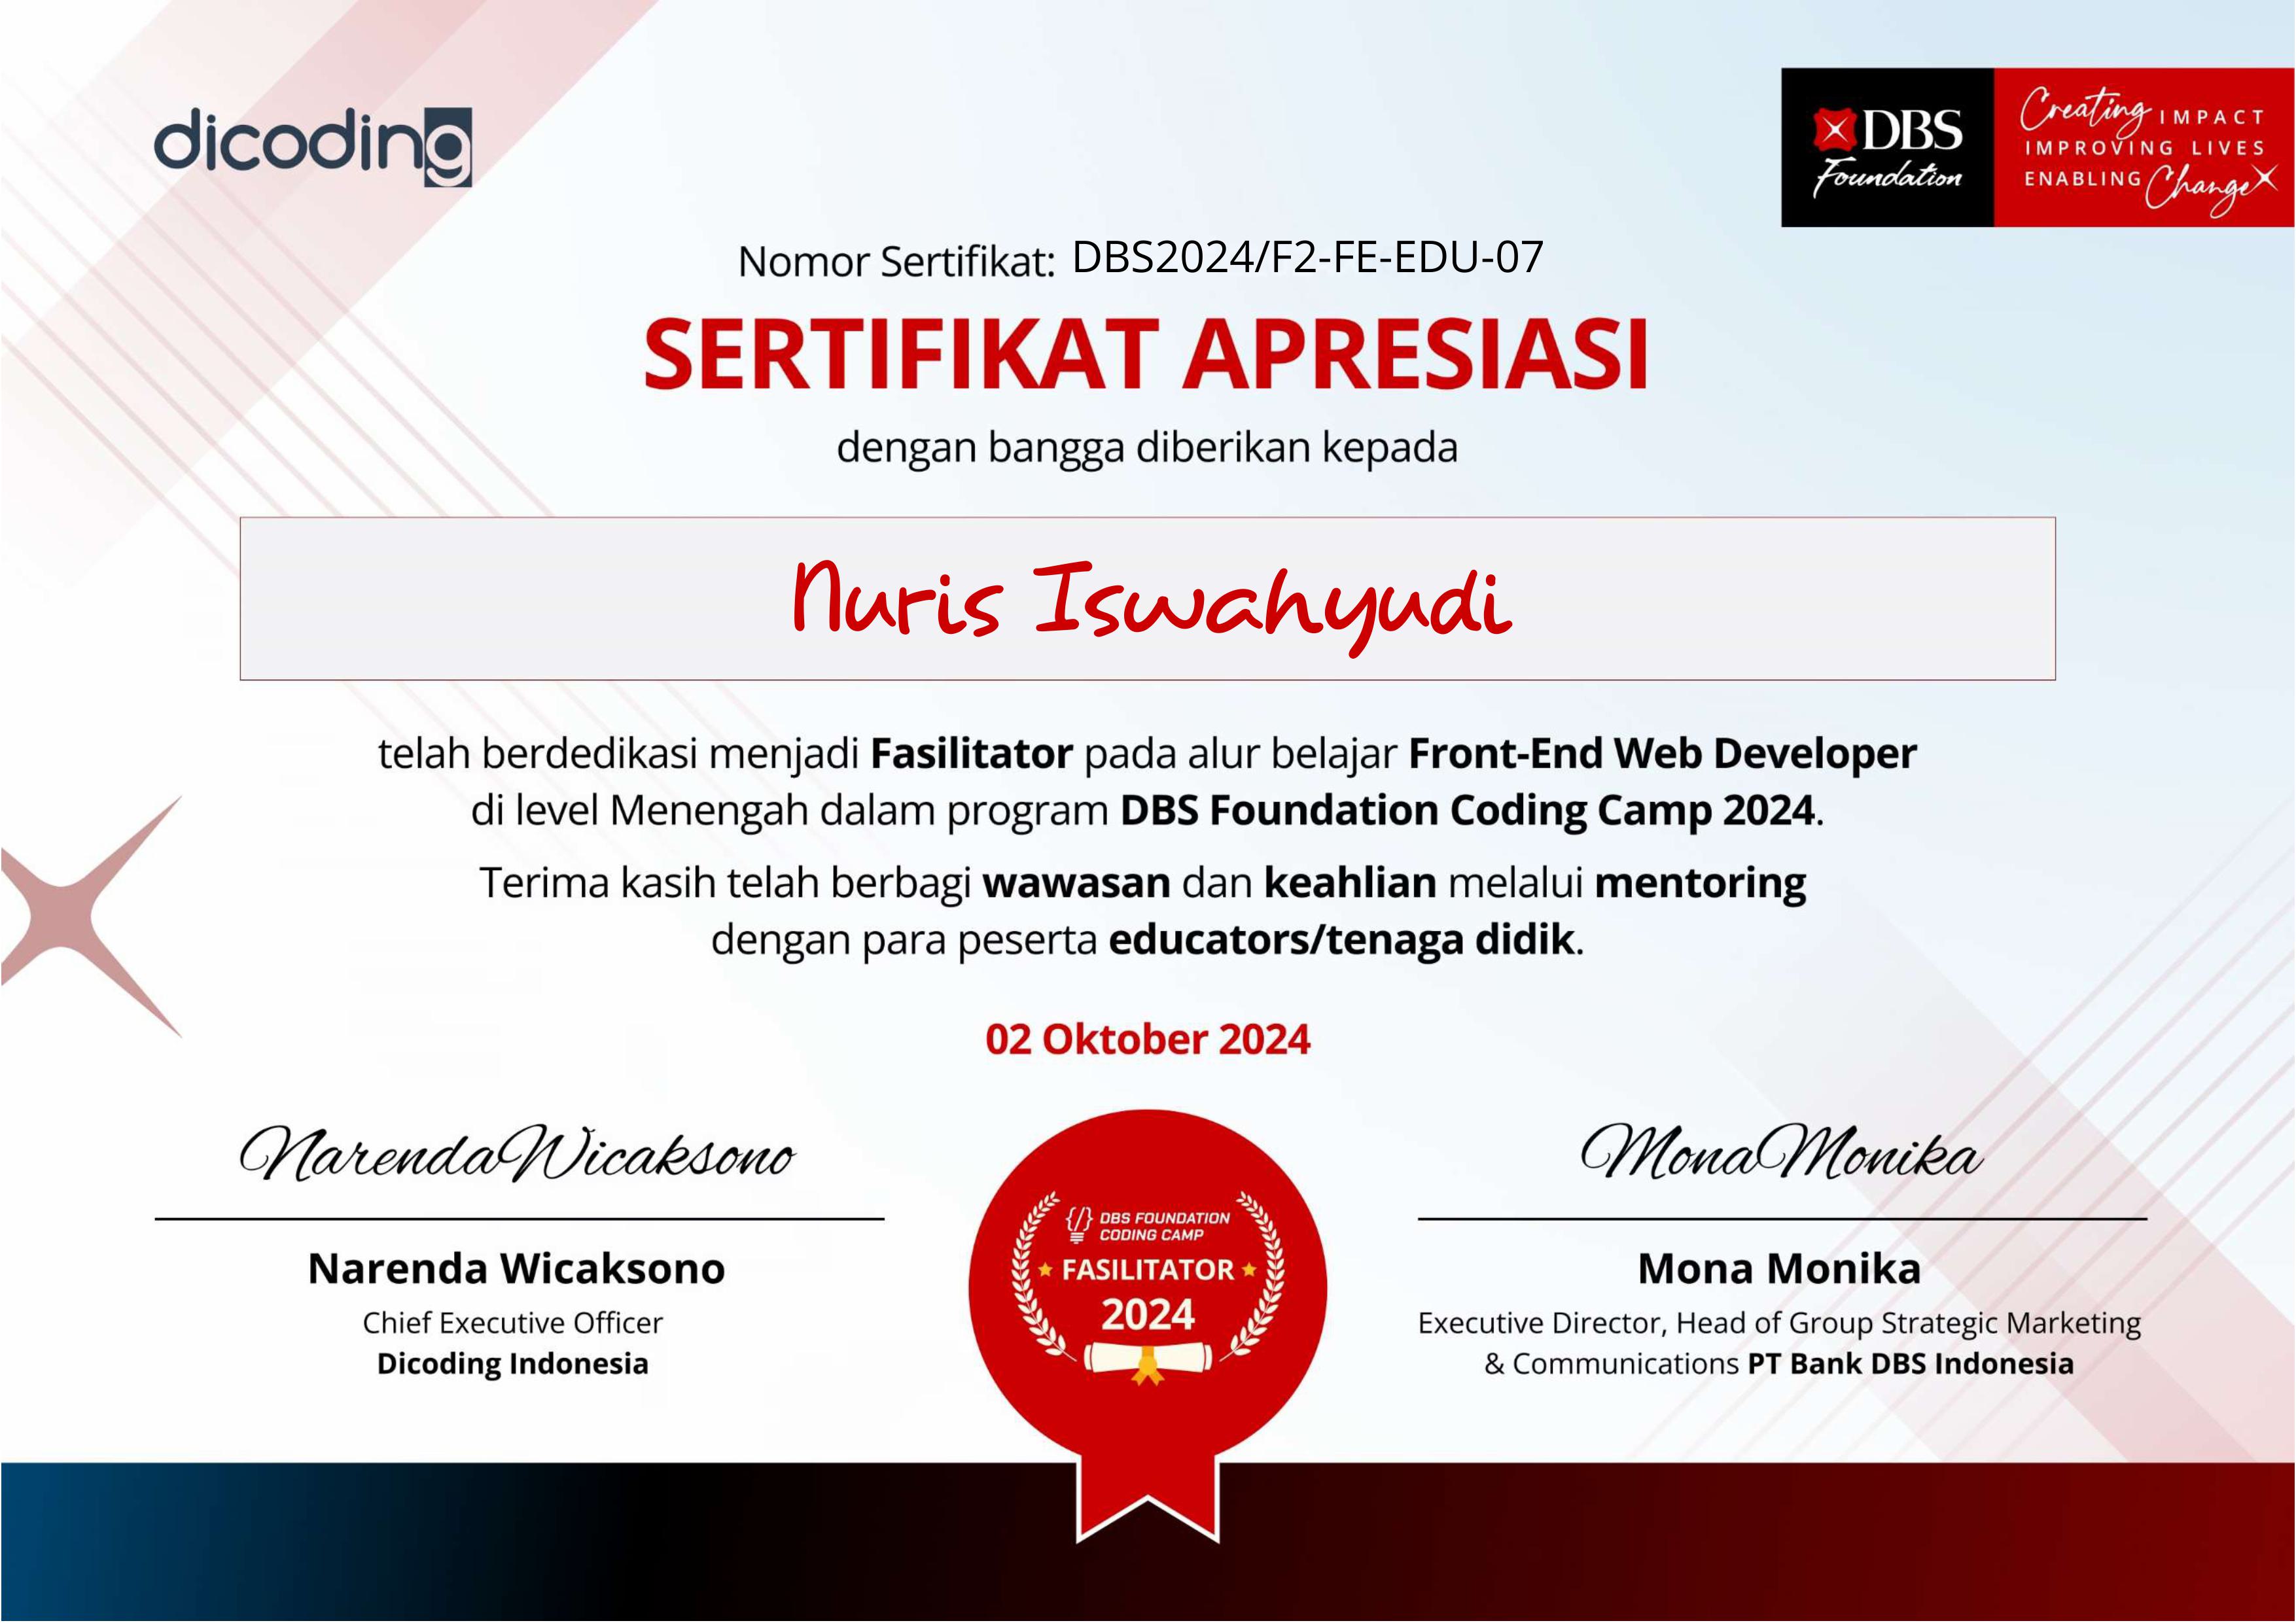 dicoding
DBS
Foundation
Creating IMPACT
IMPROVING LIVES
ENABLING Change
Nomor Sertifikat: DBS2024/F2-FE-EDU-07
SERTIFIKAT APRESIASI
dengan bangga diberikan kepada
Nuris Iswahyudi
telah berdedikasi menjadi Fasilitator pada alur belajar Front-End Web Developer
di level Menengah dalam program DBS Foundation Coding Camp 2024.
Terima kasih telah berbagi wawasan dan keahlian melalui mentoring
dengan para peserta educators/tenaga didik.
02 Oktober 2024
Narenda Wicaksono
Narenda Wicaksono
Chief Executive Officer
Dicoding Indonesia
DBS FOUNDATION
CODING CAMP
FASILITATOR
2024
Mona Monika
Mona Monika
Executive Director, Head of Group Strategic Marketing
& Communications PT Bank DBS Indonesia